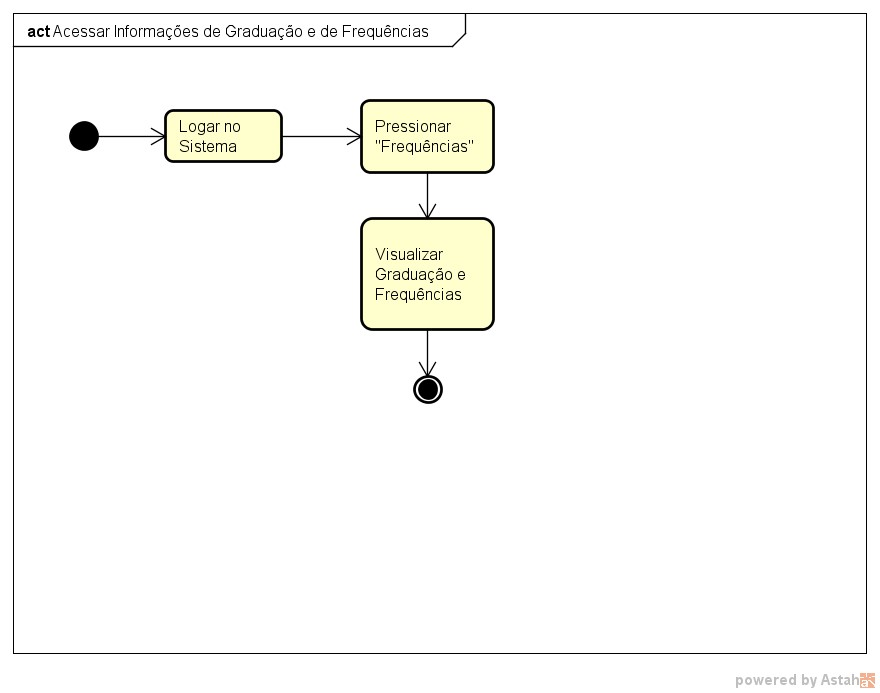 act Acessar Informações de Graduação e de Frequências
Logar no
Sistema
Pressionar
"Frequências"
Visualizar
Graduação e
Frequências
powered by Astah